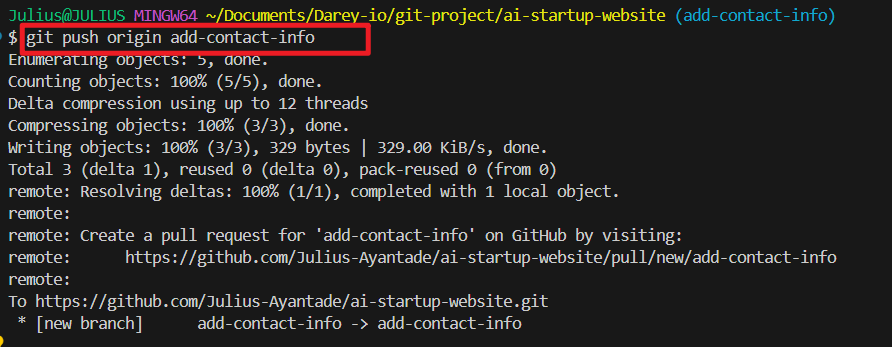 Julius@JULIUS MINGW64 ~/Documents/Darey-io/git-project/ai-startup-website (add-contact-info)
$ git push origin add-contact-info
Enumerating objects: 5, done.
Counting objects: 100% (5/5), done.
Delta compression using up to 12 threads
Compressing objects: 100% (3/3), done.
Writing objects: 100% (3/3), 329 bytes | 329.00 KiB/s, done.
Total 3 (delta 1), reused 0 (delta 0), pack-reused 0 (from 0)
remote: Resolving deltas: 100% (1/1), completed with 1 local object.
remote:
remote: Create a pull request for 'add-contact-info' on GitHub by visiting:
remote:      https://github.com/Julius-Ayantade/ai-startup-website/pull/new/add-contact-info
remote:
To https://github.com/Julius-Ayantade/ai-startup-website.git
 * [new branch]      add-contact-info -> add-contact-info